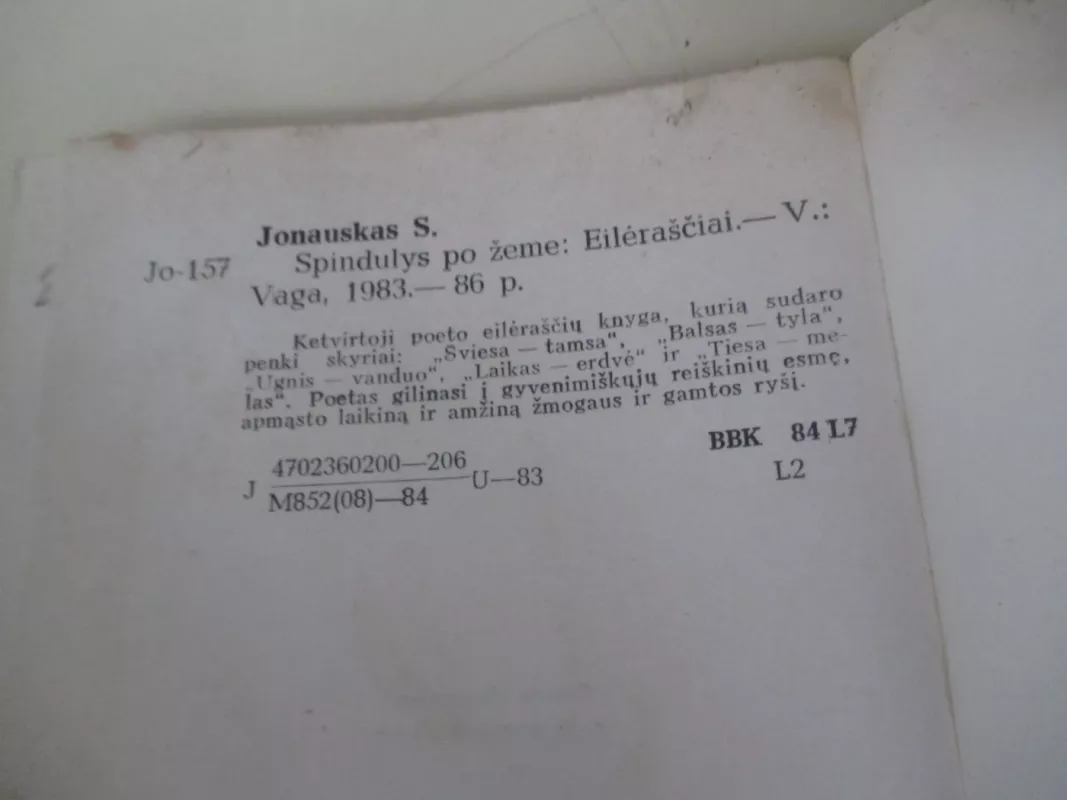 Jonauskas S.
Jo-157 Spindulys po žeme: Eilėraščiai.— V.:
Vaga, 1983.— 86 p.
Ketvirtoji poeto eilėraščių knyga, kurią sudaro
penki skyriai: „Šviesa — tamsa“, „Balsas — tyla“,
„Ugnis — vanduo“, „Laikas — erdvė“ ir „Tiesa — me-
las“. Poetas gilinasi į gyvenimiškųjų reiškinių esmę,
apmąsto laikiną ir amžiną žmogaus ir gamtos ryšį.
BBK 84 L7
J 4702360200—206
M852(08)—84 U—83
L2